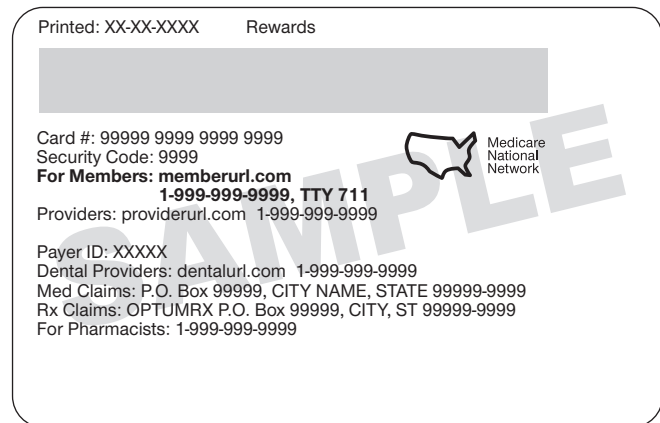 Printed: XX-XX-XXXX Rewards
Card #: 99999 9999 9999 9999
Security Code: 9999
For Members: memberurl.com
1-999-999-9999, TTY 711
Providers: providerurl.com 1-999-999-9999
Medicare
National
Network
Payer ID: XXXXX
Dental Providers: dentalurl.com 1-999-999-9999
Med Claims: P.O. Box 99999, CITY NAME, STATE 99999-9999
Rx Claims: OPTUMRX P.O. Box 99999, CITY, ST 99999-9999
For Pharmacists: 1-999-999-9999
SAMPLE